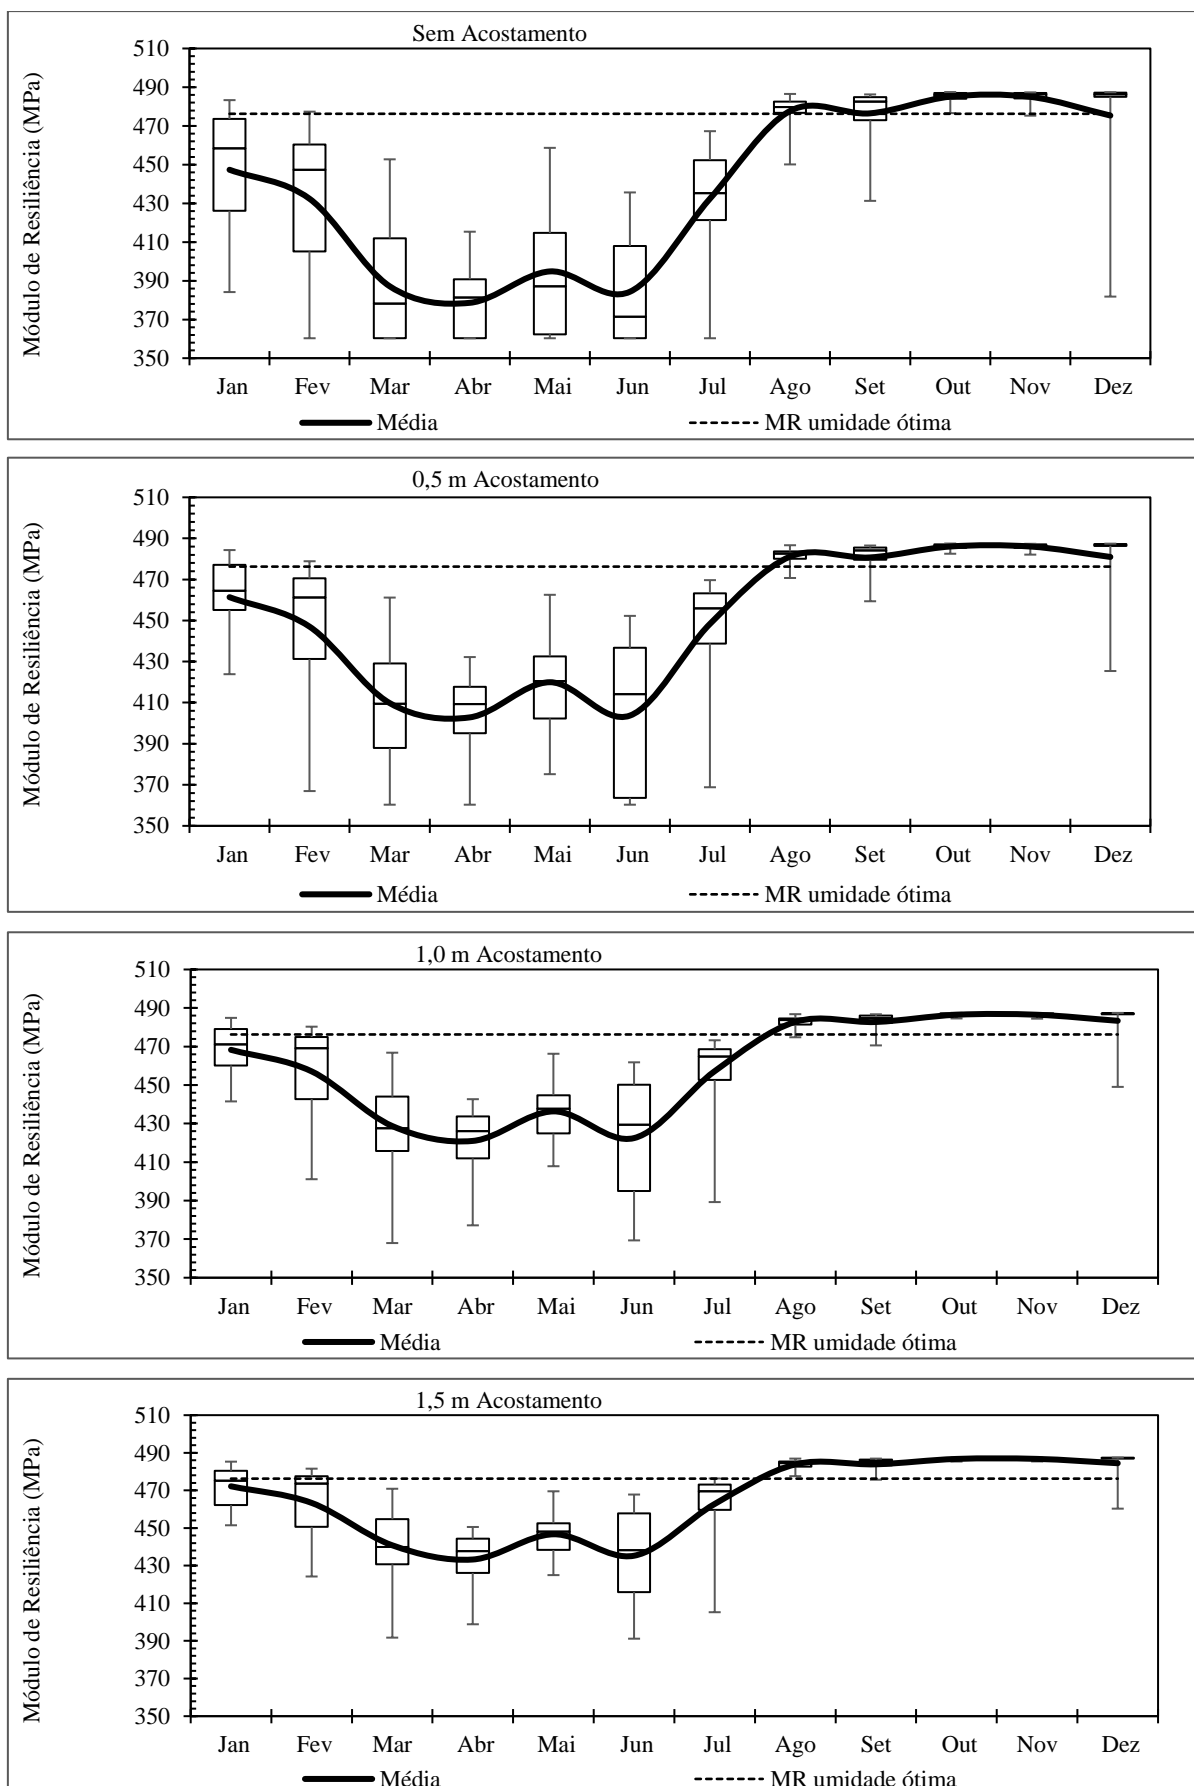 Sem Acostamento
Módulo de Resiliência (MPa)
510
490
470
450
430
410
390
370
350
Jan Fev Mar Abr Mai Jun Jul Ago Set Out Nov Dez
Média MR umidade ótima
0,5 m Acostamento
Módulo de Resiliência (MPa)
510
490
470
450
430
410
390
370
350
Jan Fev Mar Abr Mai Jun Jul Ago Set Out Nov Dez
Média MR umidade ótima
1,0 m Acostamento
Módulo de Resiliência (MPa)
510
490
470
450
430
410
390
370
350
Jan Fev Mar Abr Mai Jun Jul Ago Set Out Nov Dez
Média MR umidade ótima
1,5 m Acostamento
Módulo de Resiliência (MPa)
510
490
470
450
430
410
390
370
350
Jan Fev Mar Abr Mai Jun Jul Ago Set Out Nov Dez
Média MR umidade ótima